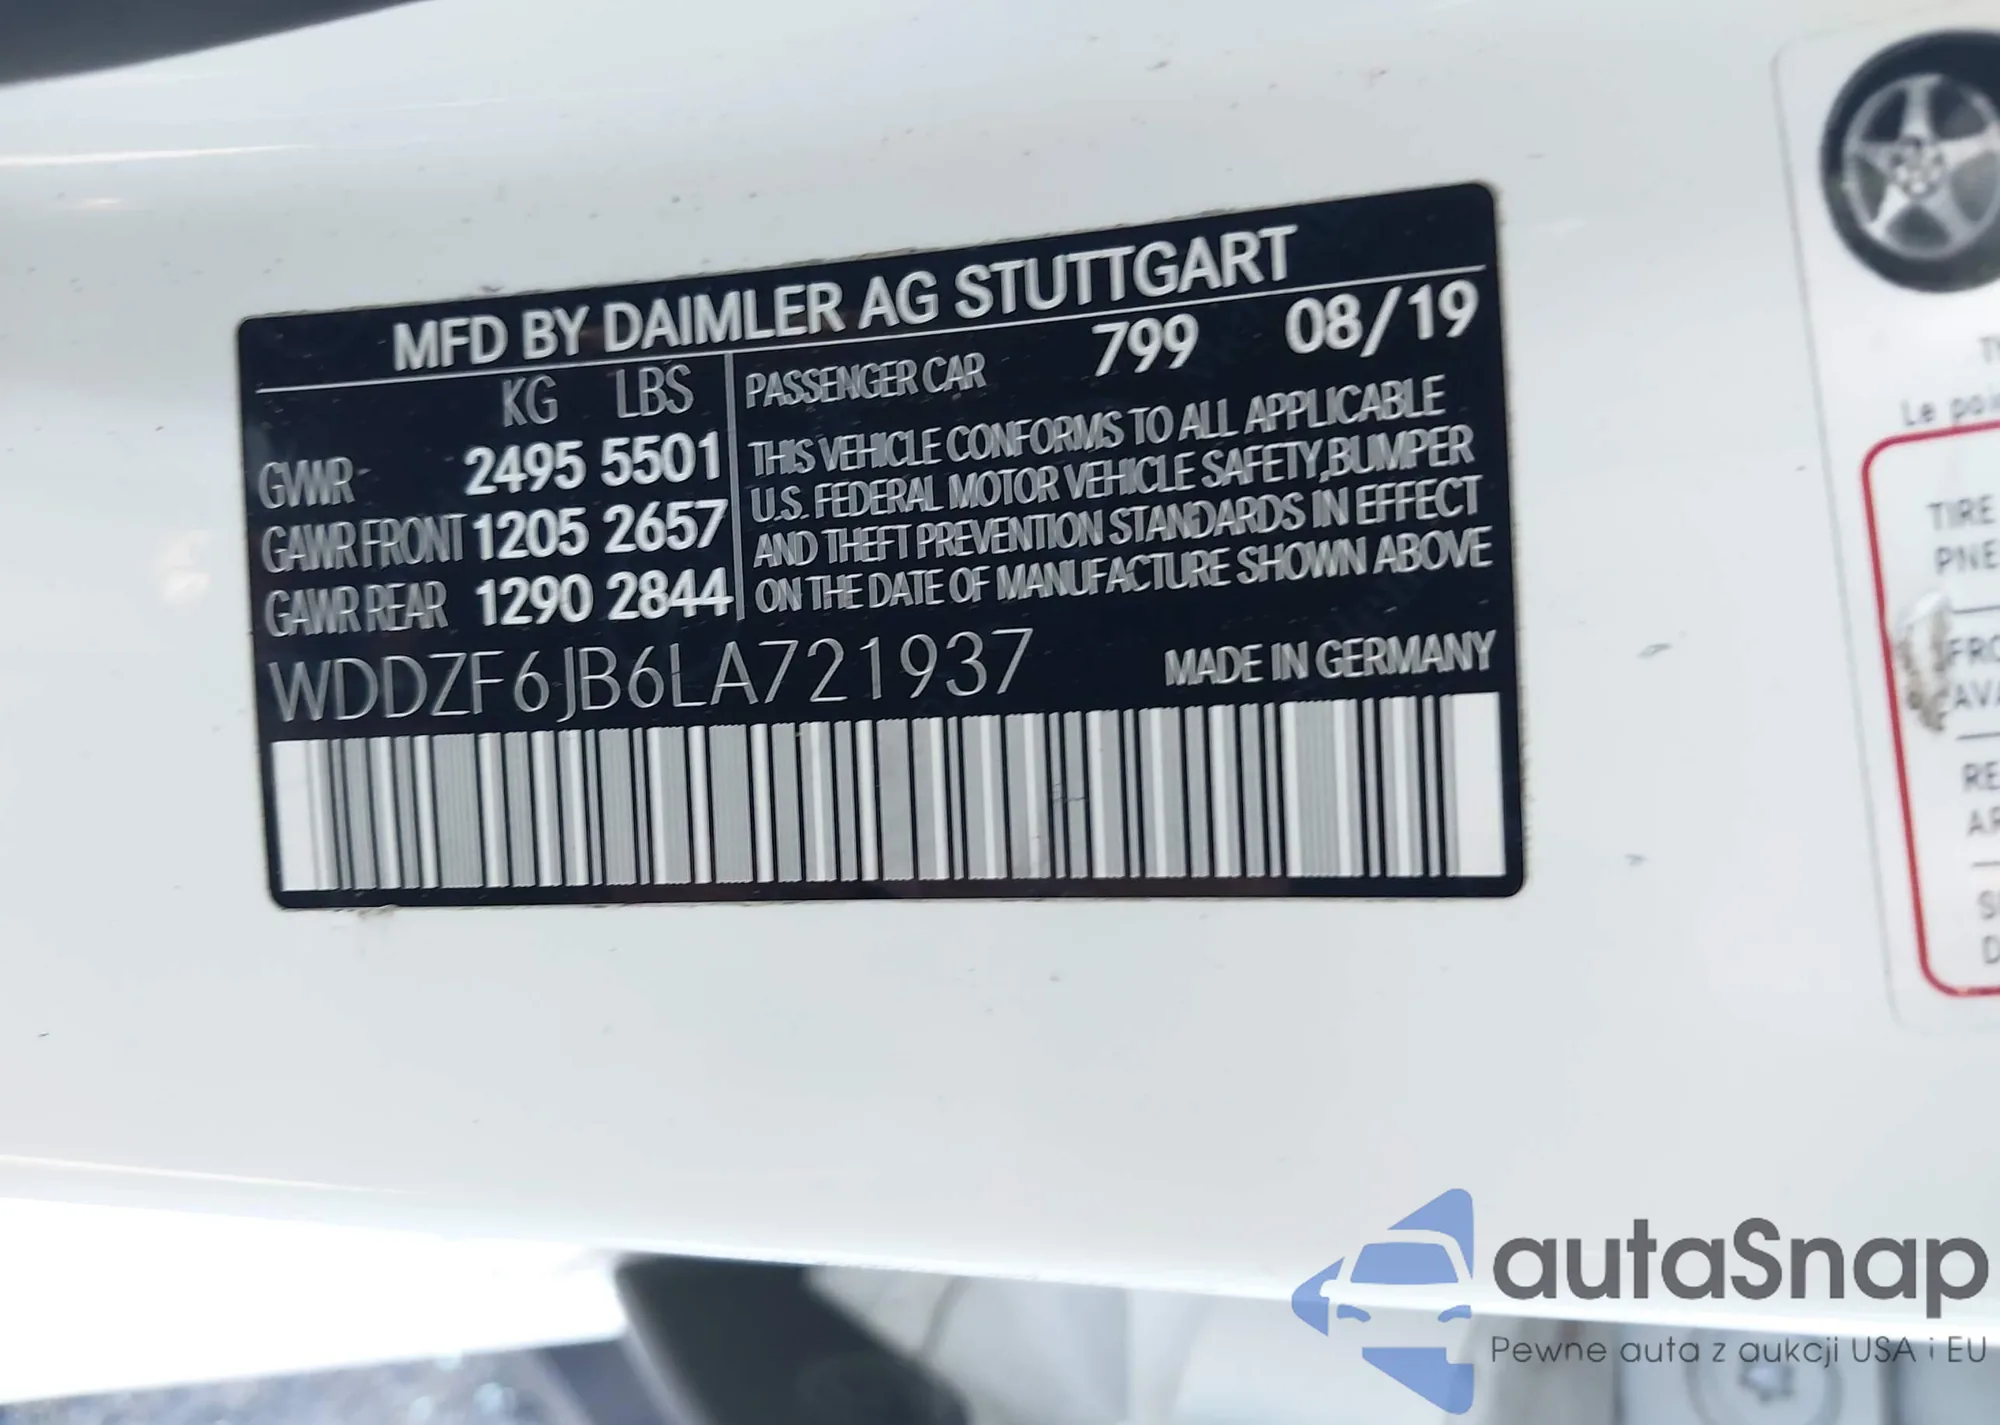 MFD BY DAIMLER AG STUTTGART
KG LBS
GVWR 2495 5501
GAWR FRONT 1205 2657
GAWR REAR 1290 2844
PASSENGER CAR 799 08/19
THIS VEHICLE CONFORMS TO ALL APPLICABLE
U.S. FEDERAL MOTOR VEHICLE SAFETY,BUMPER
AND THEFT PREVENTION STANDARDS IN EFFECT
ON THE DATE OF MANUFACTURE SHOWN ABOVE
WDDZF6JB6LA721937 MADE IN GERMANY
Le
TIRE
autaSnap
Pewne auta z aukcji USA i EU